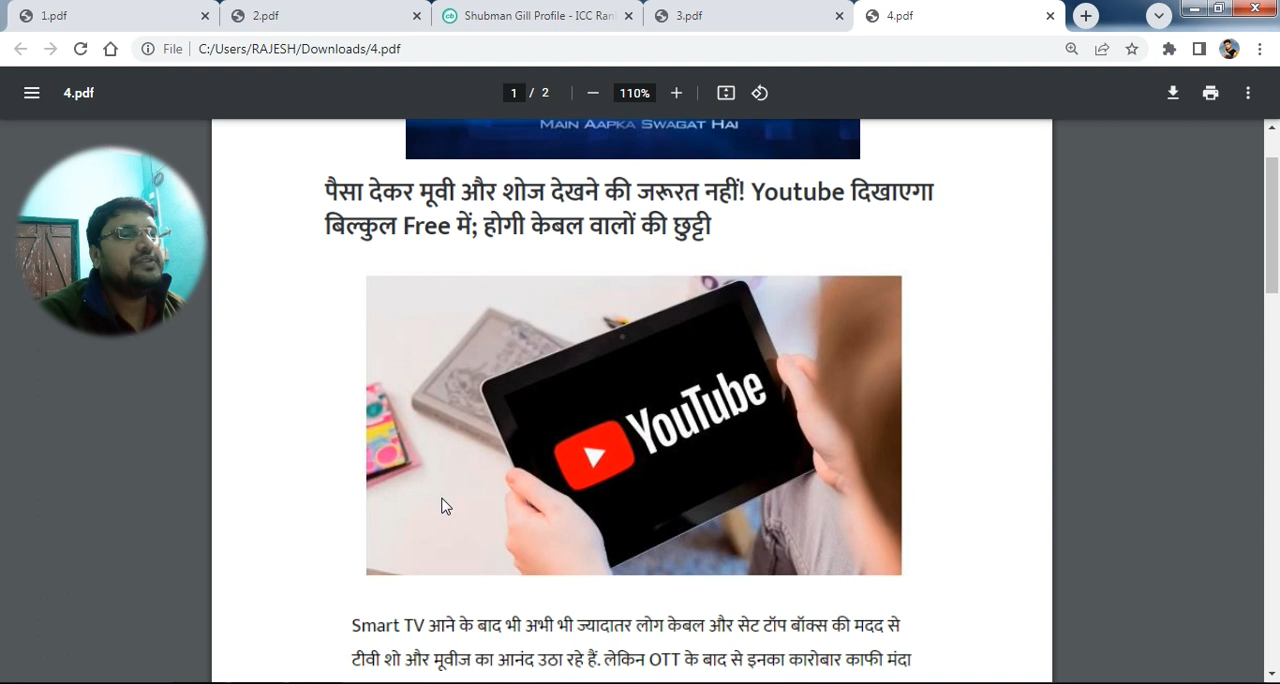 1.pdf
2.pdf
Shubman Gill Profile - ICC Ran
3.pdf
4.pdf
File
C:/Users/RAJESH/Downloads/4.pdf
4.pdf
1 / 2
110%
Main Aapka Swagat Hai
पैसा देकर मूवी और शोज देखने की जरूरत नहीं! Youtube दिखाएगा
बिल्कुल Free में; होगी केबल वालों की छुट्टी
YouTube
Smart TV आने के बाद भी अभी भी ज्यादातर लोग केबल और सेट टॉप बॉक्स की मदद से
टीवी शो और मूवीज का आनंद उठा रहे हैं. लेकिन OTT के बाद से इनका कारोबार काफी मंदा